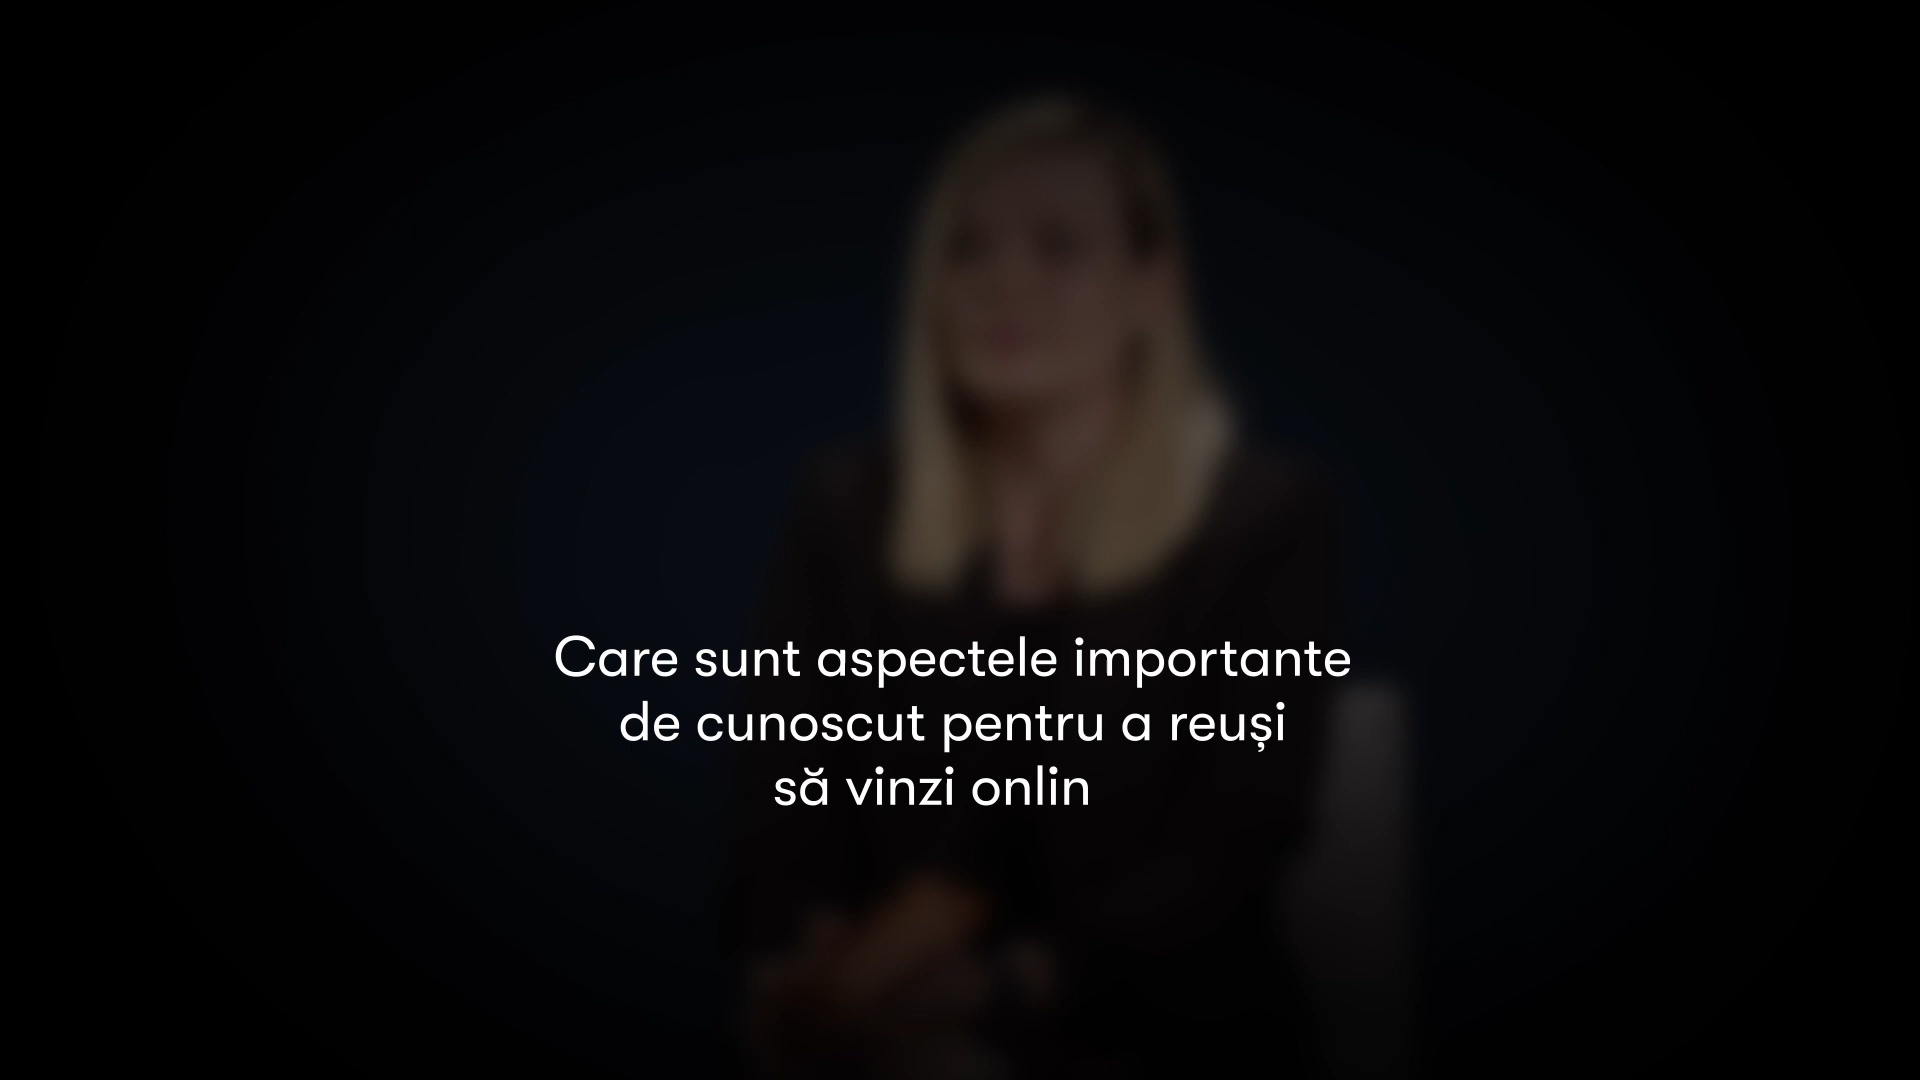 Care sunt aspectele importante
de cunoscut pentru a reuși
să vinzi onlin